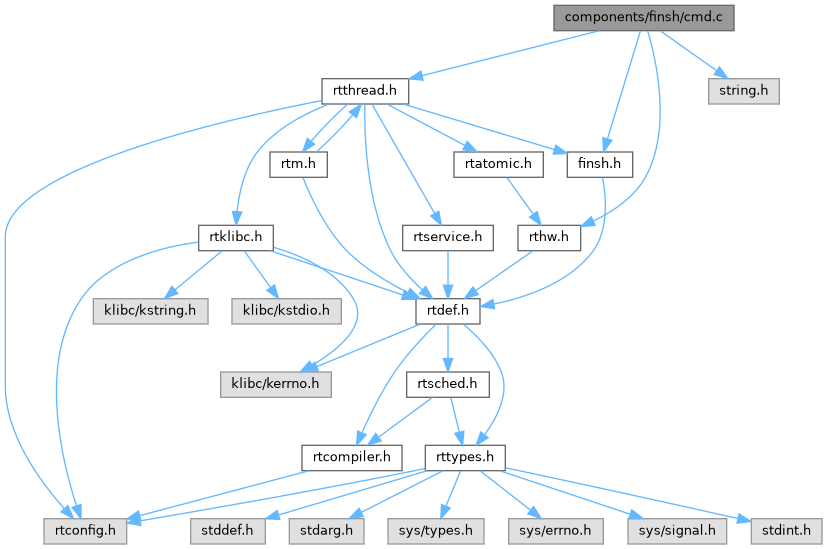 components/finsh/cmd.c
rtthread.h
string.h
rtm.h
rtatomic.h
finsh.h
rtklibc.h
rtservice.h
rthw.h
klibc/kstring.h
klibc/kstdio.h
rtdef.h
klibc/kerrno.h
rtsched.h
rtcompiler.h
rttypes.h
rtconfig.h
stddef.h
stdarg.h
sys/types.h
sys/errno.h
sys/signal.h
stdint.h